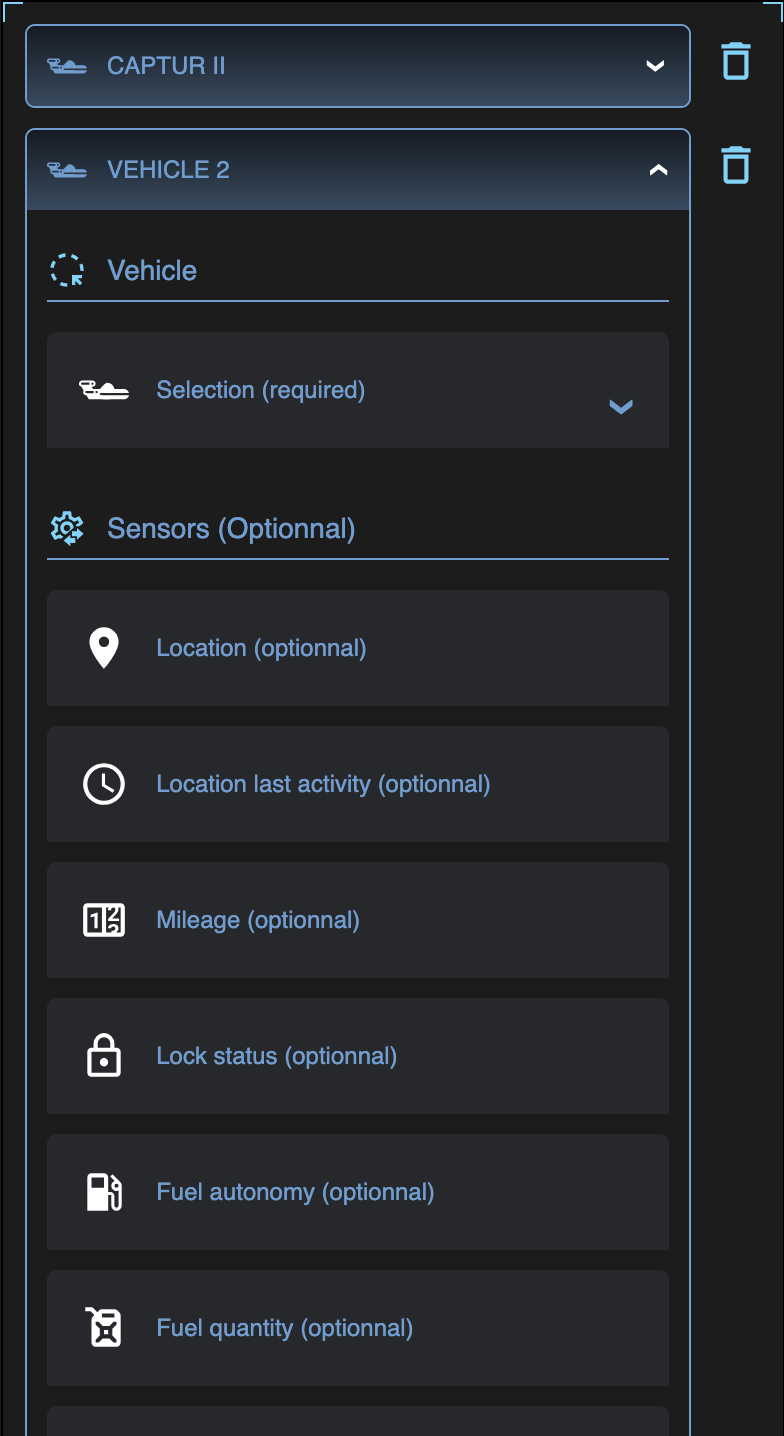 CAPTUR II
VEHICLE 2
Vehicle
Selection (required)
Sensors (Optionnal)
Location (optionnal)
Location last activity (optionnal)
Mileage (optionnal)
Lock status (optionnal)
Fuel autonomy (optionnal)
Fuel quantity (optionnal)